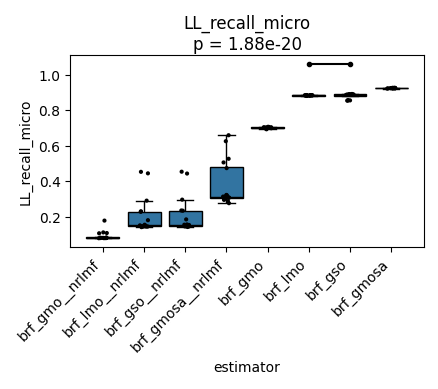 LL_recall_micro
p = 1.88e-20
LL_recall_micro
1.0
0.8
0.6
0.4
0.2
brf_gmo__nrlmf
brf_lmo__nrlmf
brf_gso__nrlmf
brf_gmosa__nrlmf
brf_gmo
brf_lmo
brf_gso
brf_gmosa
estimator